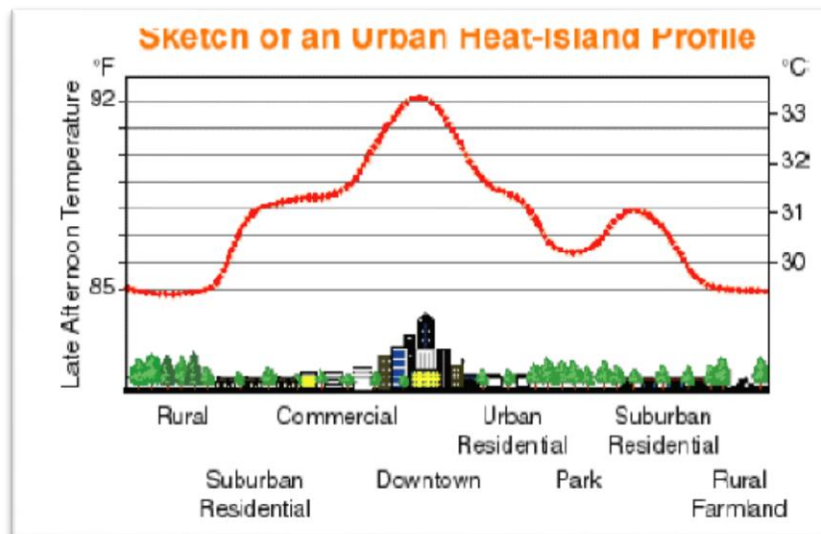 Sketch of an Urban Heat-Island Profile
°F
°C
92
85
33
32
31
30
Late Afternoon Temperature
Rural
Commercial
Urban
Residential
Suburban
Residential
Suburban
Residential
Downtown
Park
Rural
Farmland